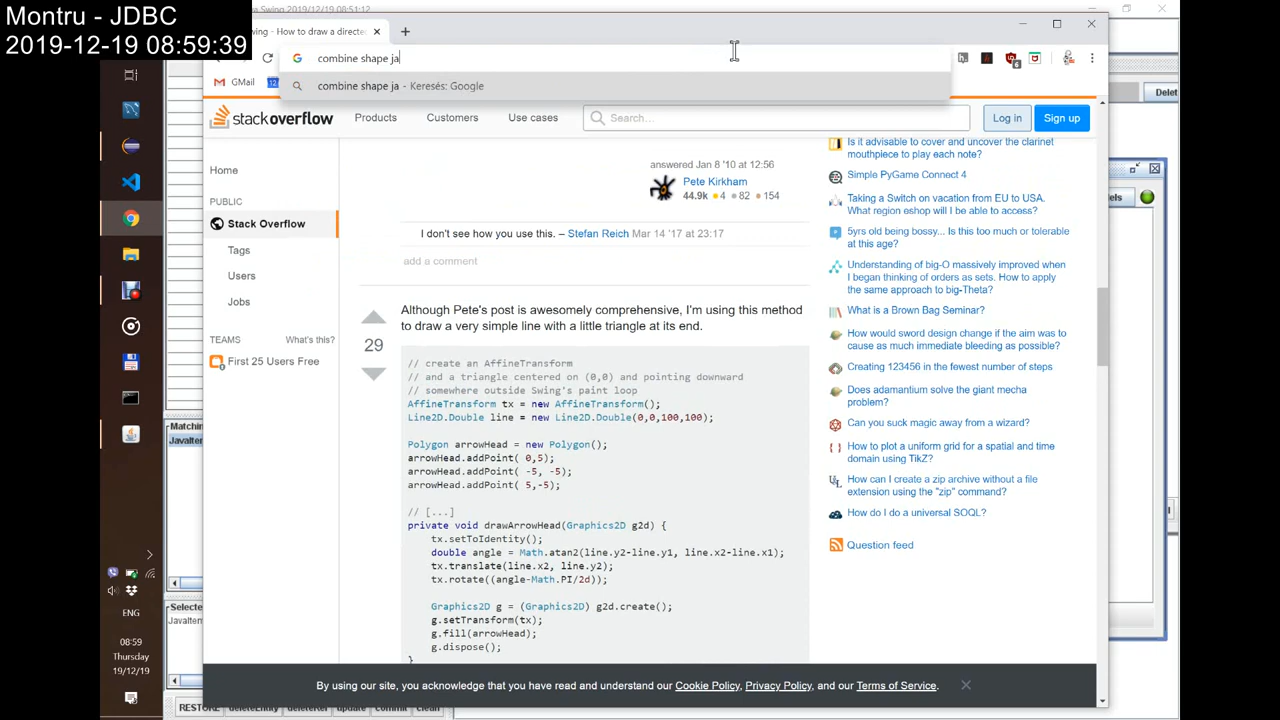 Montru - JDBC
2019-12-19 08:59:39
wing - How to draw a directe
combine shape ja
combine shape ja - Keresés: Google
GMail
12
6
Delet
stackoverflow
Products
Customers
Use cases
Search...
Log in
Sign up
Home
PUBLIC
Stack Overflow
Tags
Users
Jobs
TEAMS
What's this?
First 25 Users Free
answered Jan 8 '10 at 12:56
Pete Kirkham
44.9k 4 82 154
I don't see how you use this. – Stefan Reich Mar 14 '17 at 23:17
add a comment
29
Although Pete's post is awesomely comprehensive, I'm using this method
to draw a very simple line with a little triangle at its end.
// create an AffineTransform
// and a triangle centered on (0,0) and pointing downward
// somewhere outside Swing's paint loop
AffineTransform tx = new AffineTransform();
Line2D.Double line = new Line2D.Double(0,0,100,100);
Polygon arrowHead = new Polygon();
arrowHead.addPoint( 0,5);
arrowHead.addPoint( -5, -5);
arrowHead.addPoint( 5,-5);
// [...]
private void drawArrowHead(Graphics2D g2d) {
tx.setToIdentity();
double angle = Math.atan2(line.y2-line.y1, line.x2-line.x1);
tx.translate(line.x2, line.y2);
tx.rotate((angle-Math.PI/2d));
Graphics2D g = (Graphics2D) g2d.create();
g.setTransform(tx);
g.fill(arrowHead);
g.dispose();
}
Is it advisable to cover and uncover the clarinet
mouthpiece to play each note?
Simple PyGame Connect 4
Taking a Switch on vacation from EU to USA.
What region eshop will I be able to access?
5yrs old being bossy... Is this too much or tolerable
at this age?
Understanding of big-O massively improved when
I began thinking of orders as sets. How to apply
the same approach to big-Theta?
What is a Brown Bag Seminar?
How would sword design change if the aim was to
cause as much immediate bleeding as possible?
Creating 123456 in the fewest number of steps
Does adamantium solve the giant mecha
problem?
Can you suck magic away from a wizard?
How to plot a uniform grid for a spatial and time
domain using TikZ?
How can I create a zip archive without a file
extension using the "zip" command?
How do I do a universal SOQL?
Question feed
els
Matchin
JavaIter
Selecte
JavaIten
ENG
08:59
Thursday
19/12/19
By using our site, you acknowledge that you have read and understand our Cookie Policy, Privacy Policy, and our Terms of Service.
RESTORE